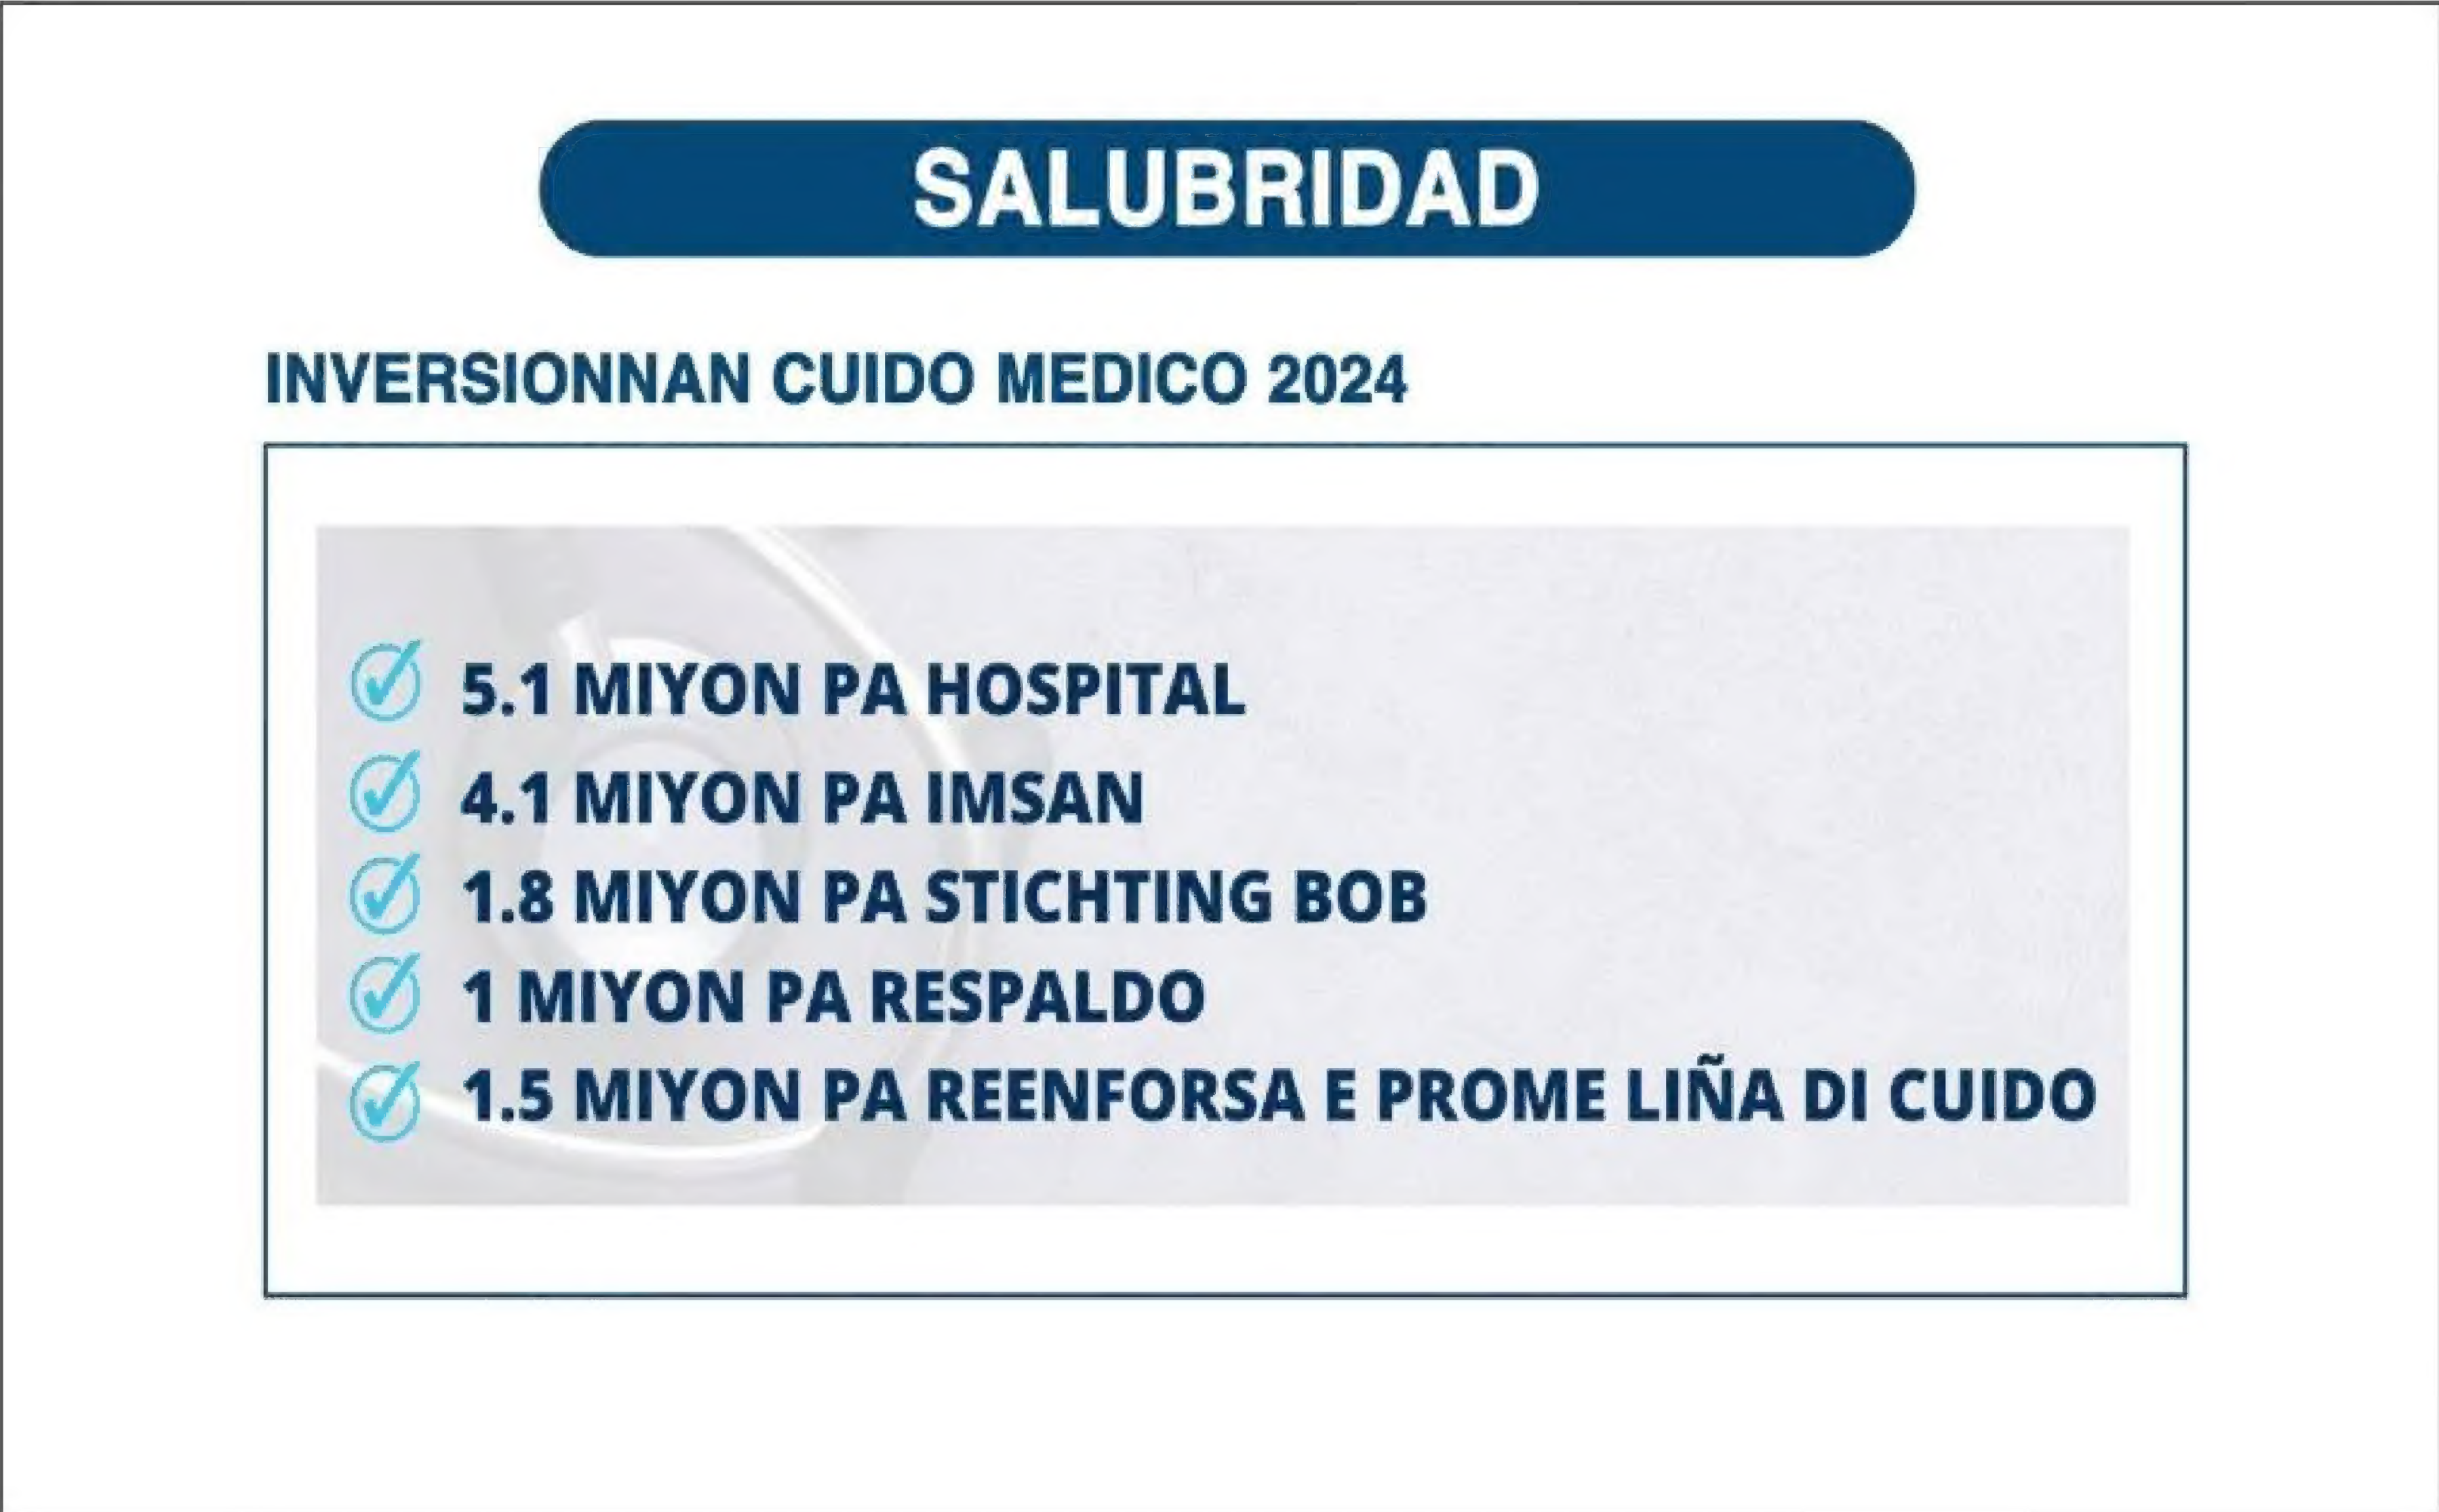 SALUBRIDAD
INVERSIONNAN CUIDO MEDICO 2024
5.1 MIYON PA HOSPITAL
4.1 MIYON PA IMSAN
1.8 MIYON PA STICHTING BOB
1 MIYON PA RESPALDO
1.5 MIYON PA REENFORSA E PROME LIÑA DI CUIDO